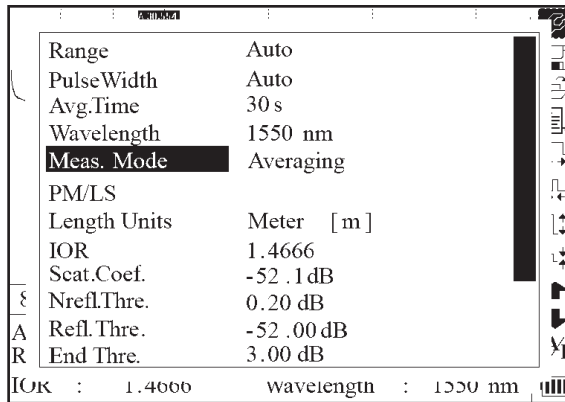 Range Auto
PulseWidth Auto
Avg.Time 30 s
Wavelength 1550 nm
Meas. Mode Averaging
PM/LS
Length Units Meter [m]
IOR 1.4666
Scat.Coef. -52 .1dB
Nrefl.Thre. 0.20 dB
Refl.Thre. -52 .00dB
A
R End Thre. 3.00 dB
IOR : 1.4666 Wavelength : 1550 nm